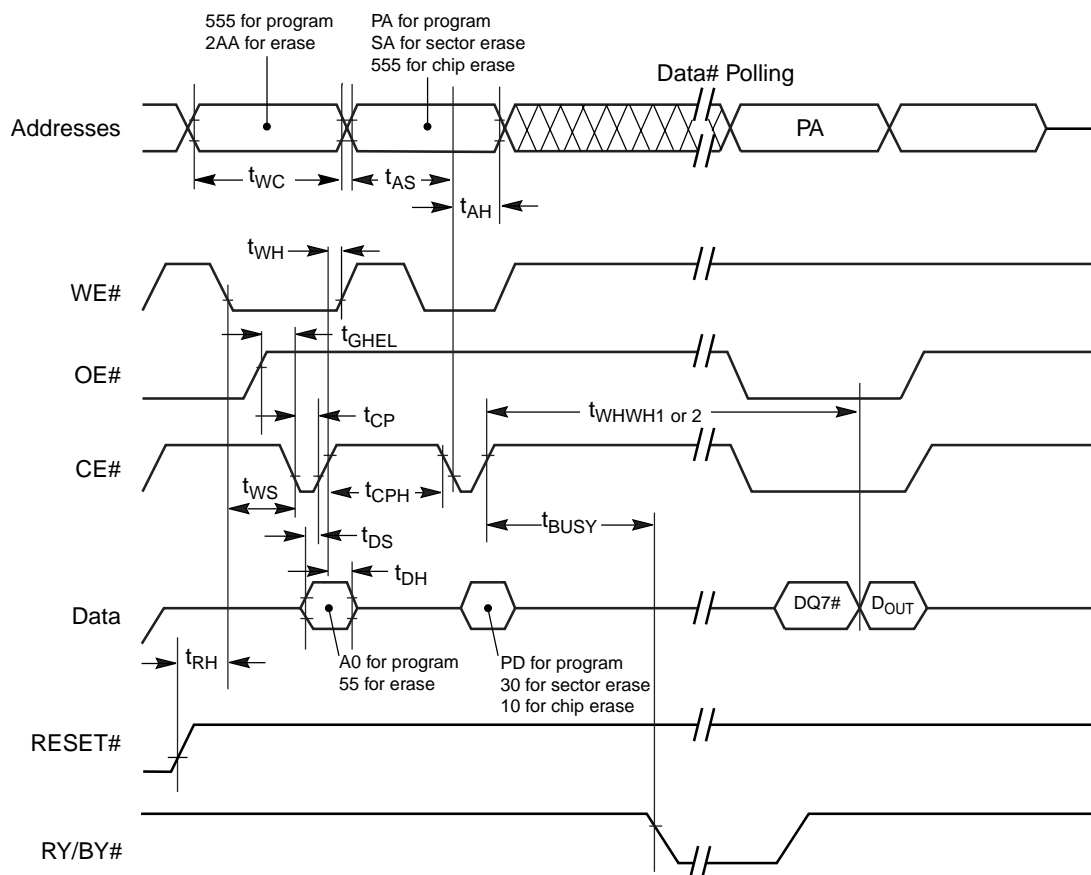 555 for program
2AA for erase
PA for program
SA for sector erase
555 for chip erase
Data# Polling
Addresses
PA
tWC
tAS
tAH
tWH
WE#
tGHEL
OE#
tWHWH1 or 2
tCP
CE#
tWS
tCPH
tBUSY
tDS
tDH
Data
DQ7#
DOUT
tRH
A0 for program
55 for erase
PD for program
30 for sector erase
10 for chip erase
RESET#
RY/BY#